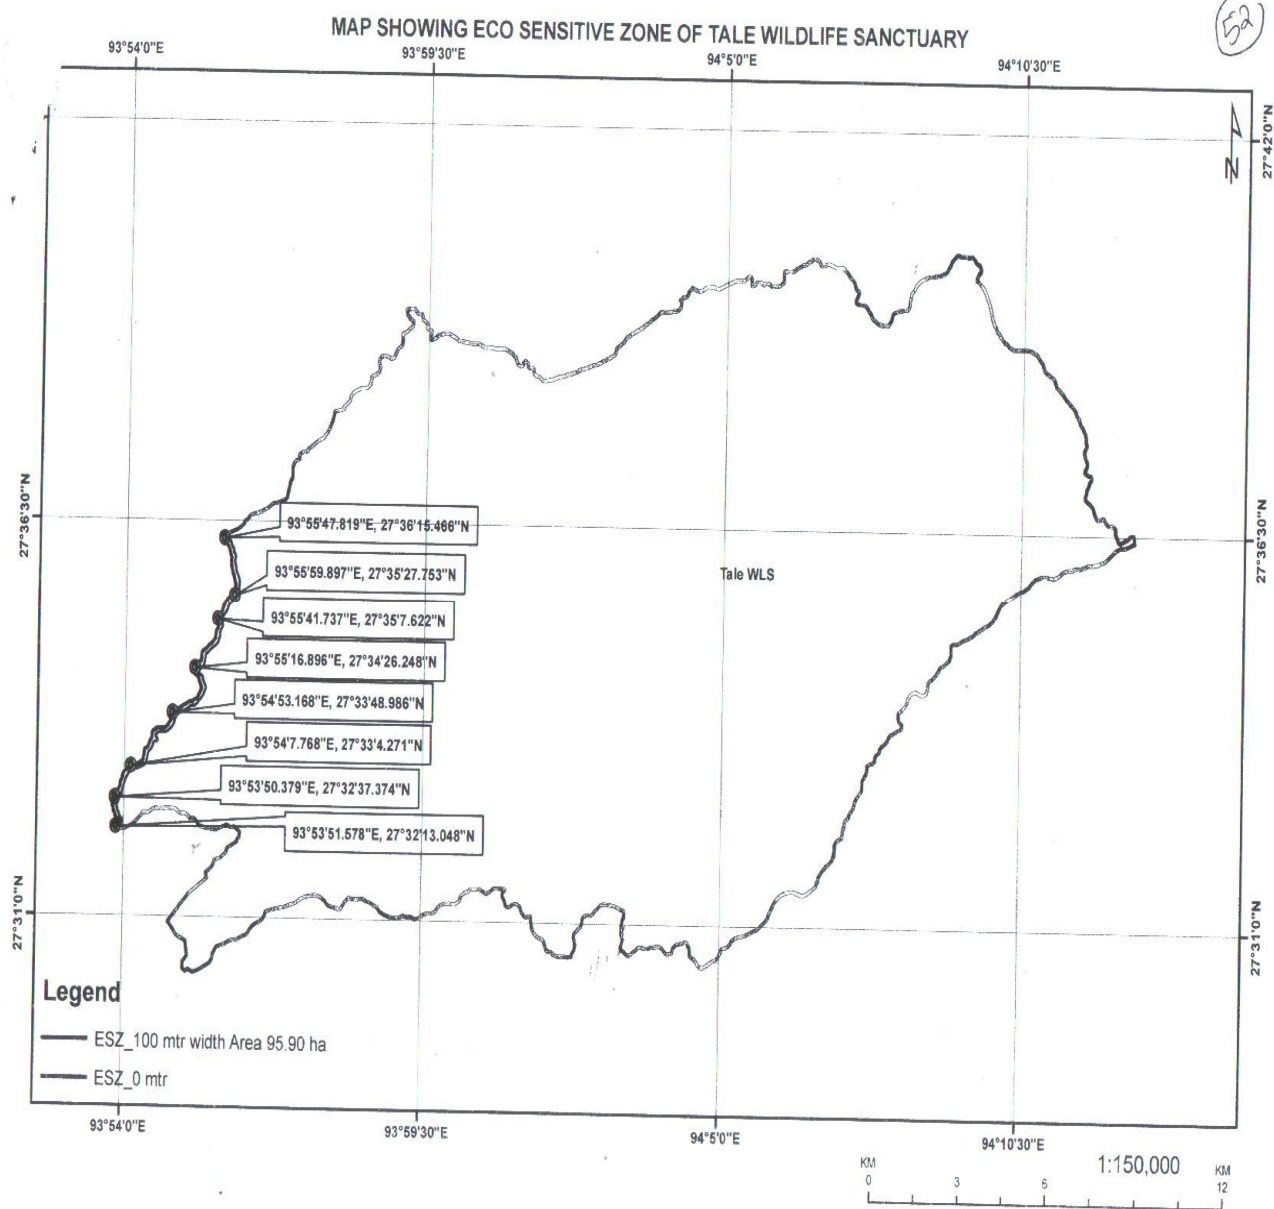 52
MAP SHOWING ECO SENSITIVE ZONE OF TALE WILDLIFE SANCTUARY
93°54'0"E
93°59'30"E
94°5'0"E
94°10'30"E
27°42'0"N
N
27°36'30"N
27°36'30"N
93°55'47.819"E, 27°36'15.466"N
93°55'59.897"E, 27°35'27.753"N
Tale WLS
93°55'41.737"E, 27°35'7.622"N
93°55'16.896"E, 27°34'26.248"N
93°54'53.168"E, 27°33'48.986"N
93°54'7.768"E, 27°33'4.271"N
93°53'50.379"E, 27°32'37.374"N
93°53'51.578"E, 27°32'13.048"N
27°31'0"N
27°31'0"N
Legend
ESZ_100 mtr width Area 95.90 ha
ESZ_0 mtr
93°54'0"E
93°59'30"E
94°5'0"E
94°10'30"E
1:150,000
KM
KM
0
3
6
12